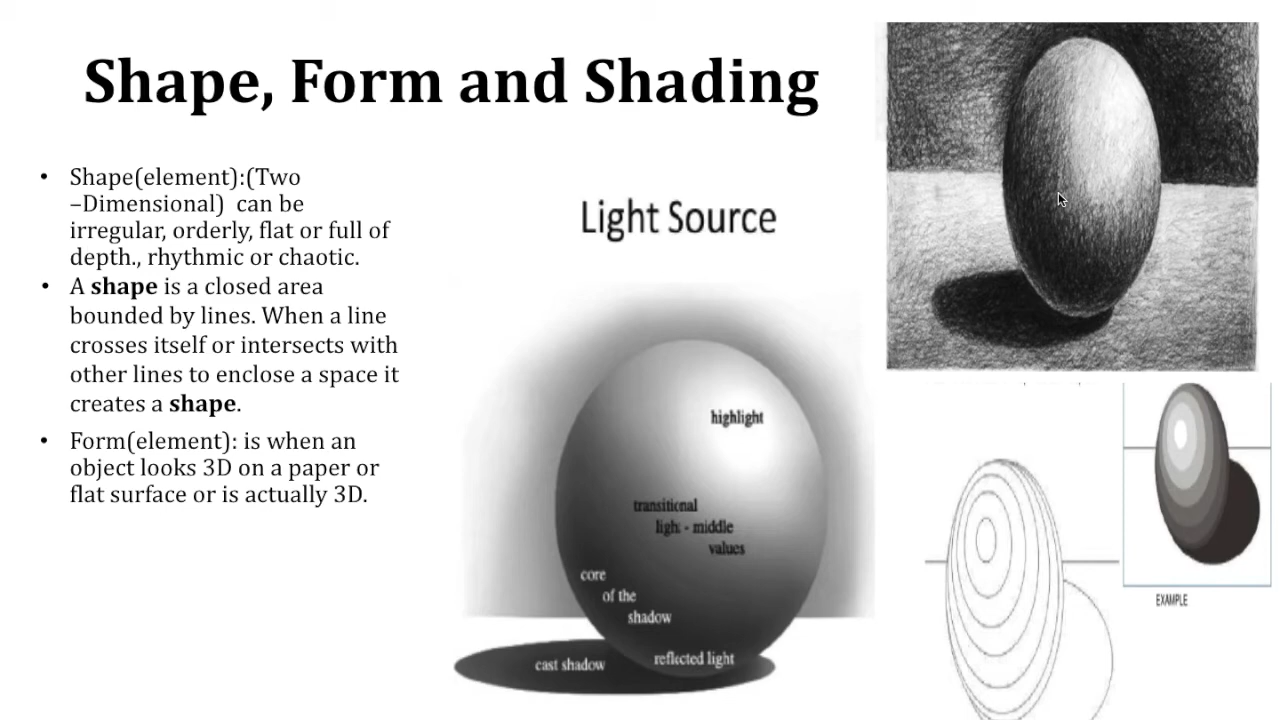 Shape, Form and Shading
• Shape(element):(Two
–Dimensional) can be
irregular, orderly, flat or full of
depth., rhythmic or chaotic.
• A shape is a closed area
bounded by lines. When a line
crosses itself or intersects with
other lines to enclose a space it
creates a shape.
• Form(element): is when an
object looks 3D on a paper or
flat surface or is actually 3D.
Light Source
highlight
transitional
light - middle
values
core
of the
shadow
cast shadow
reflected light
EXAMPLE